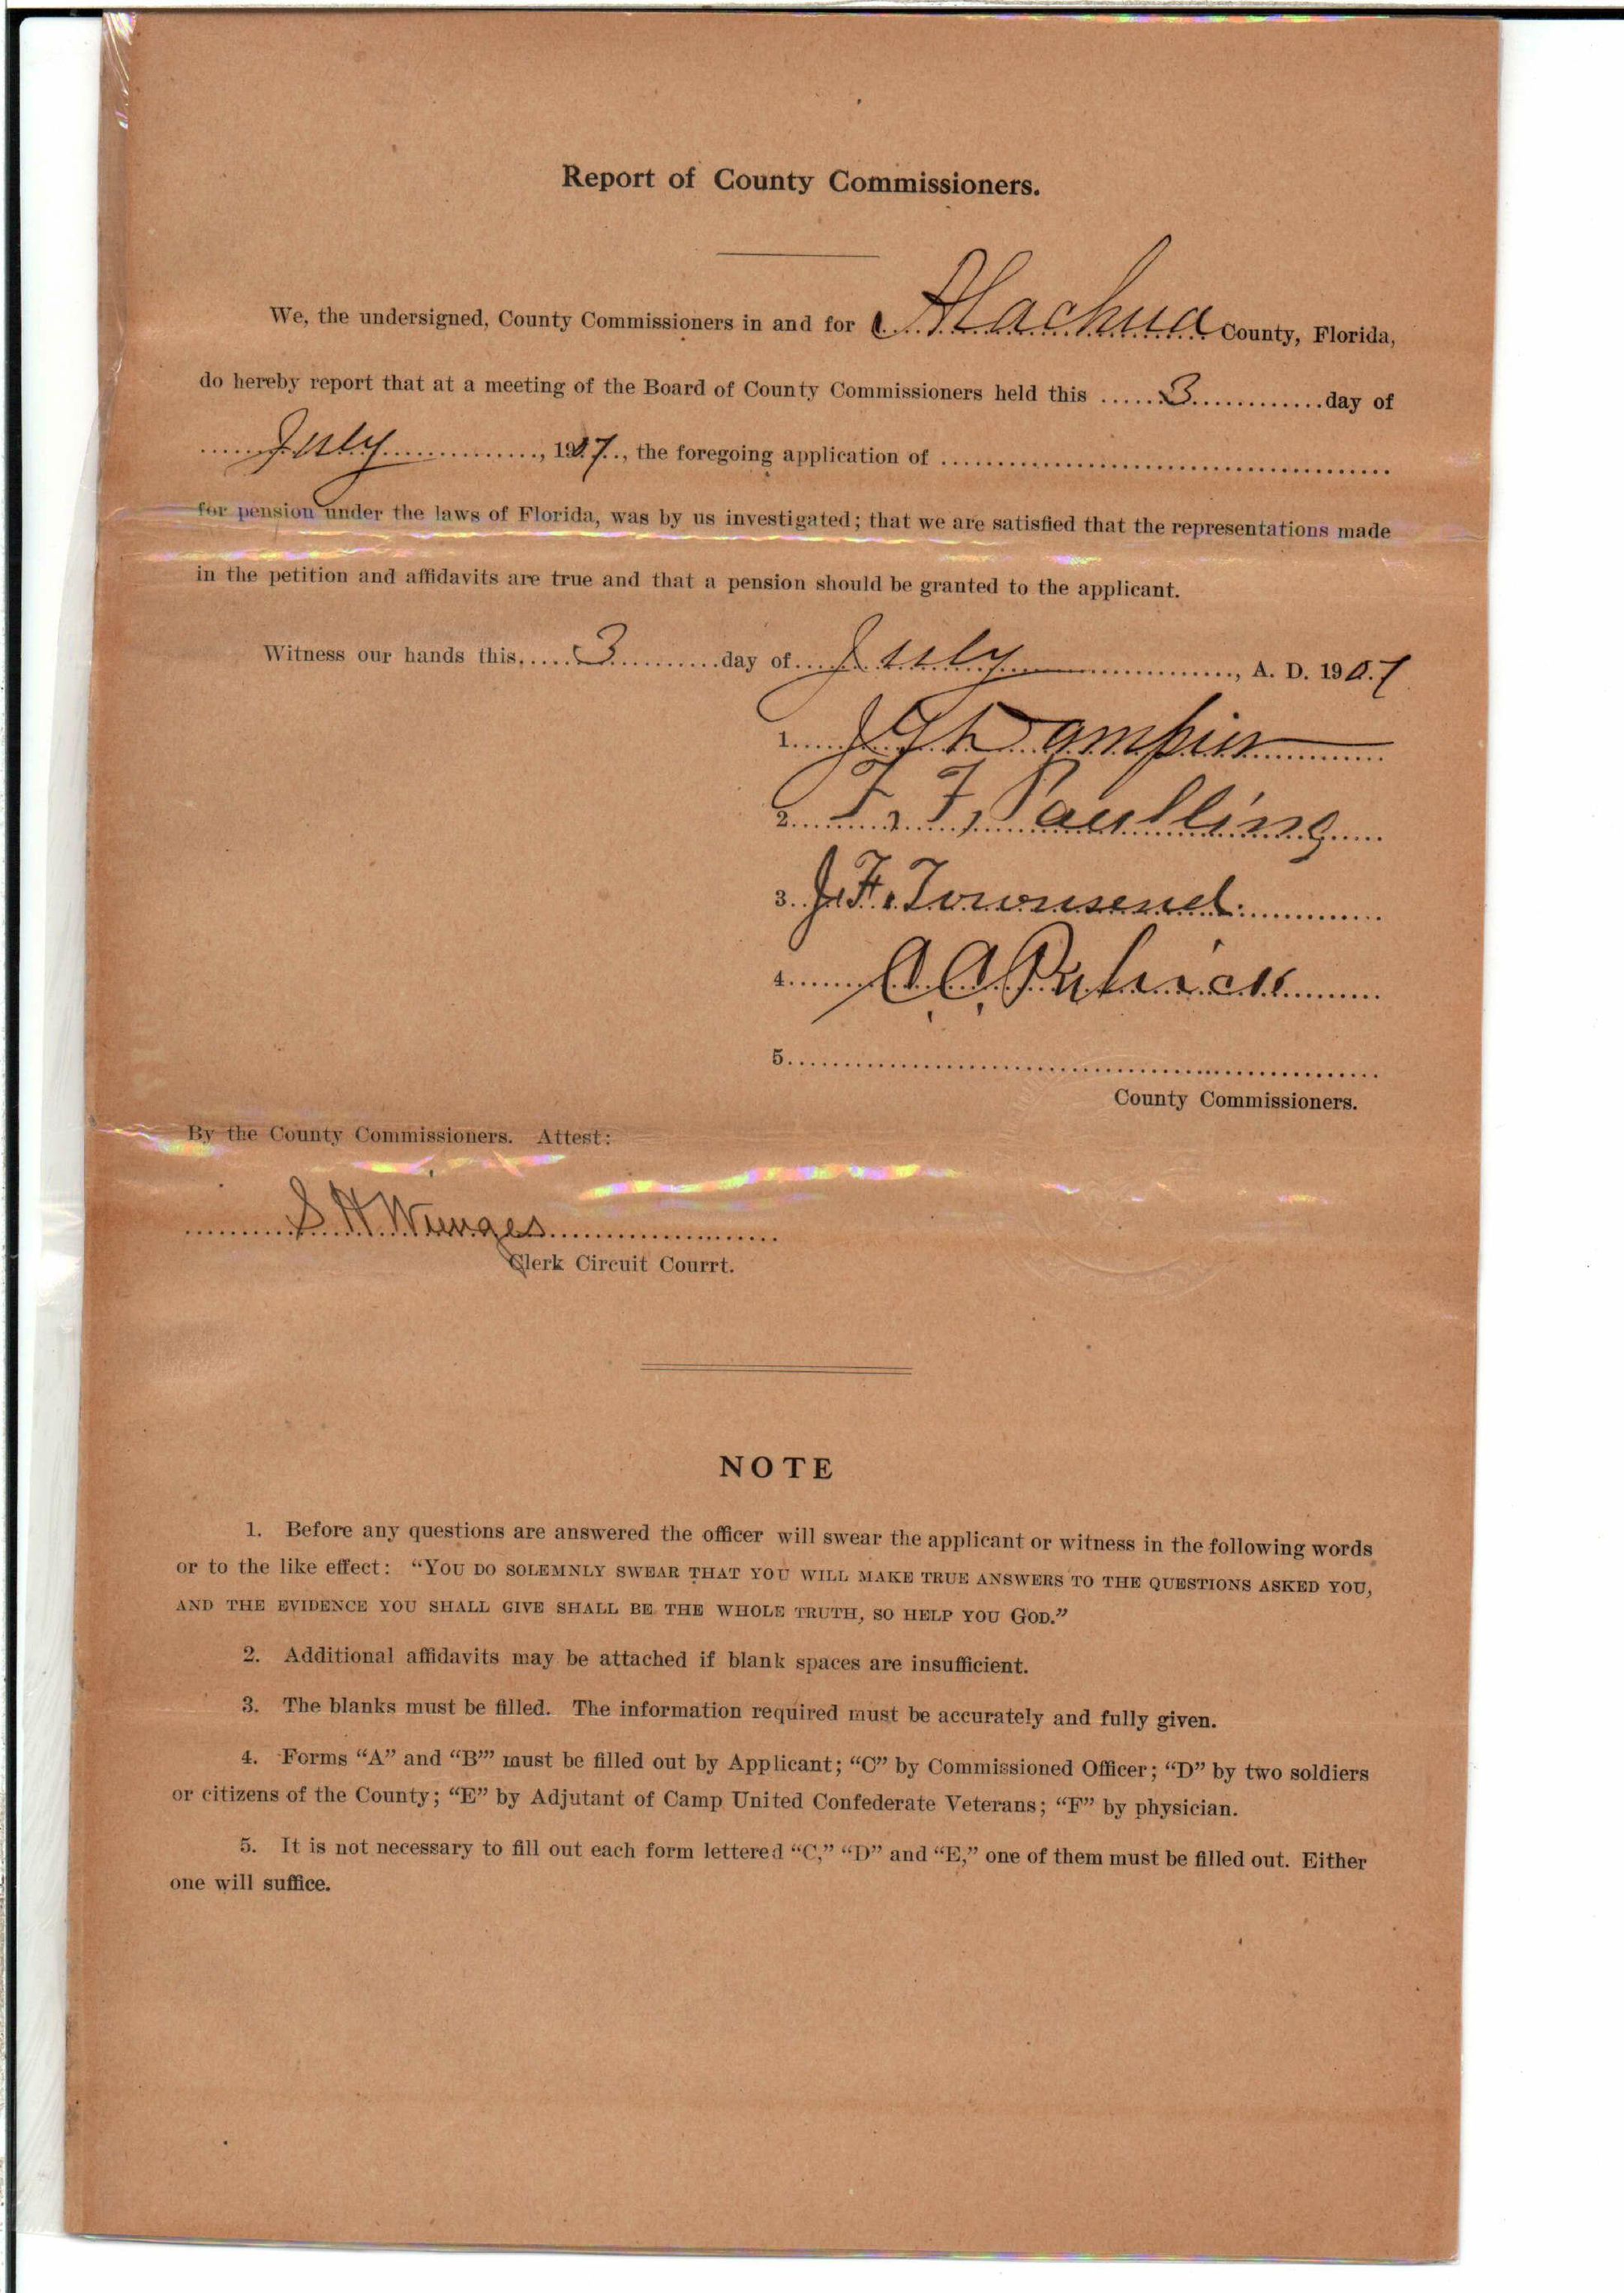 Report of County Commissioners.
We, the undersigned, County Commissioners in and for Alachua County, Florida,
do hereby report that at a meeting of the Board of County Commissioners held this ..... 3 ............ day of
..... July ............., 1907.., the foregoing application of ..........................................
for pension under the laws of Florida, was by us investigated; that we are satisfied that the representations made
in the petition and affidavits are true and that a pension should be granted to the applicant.
Witness our hands this, .... 3 .......... day of ... July ..............., A. D. 1907
1. .... Dampier
2. F. F. Paulling
3. J. F. Townsend
4. ....
5. ..........................................
County Commissioners.
By the County Commissioners. Attest:
S H Wienges
Clerk Circuit Courrt.
NOTE
1. Before any questions are answered the officer will swear the applicant or witness in the following words
or to the like effect: “YOU DO SOLEMNLY SWEAR THAT YOU WILL MAKE TRUE ANSWERS TO THE QUESTIONS ASKED YOU,
AND THE EVIDENCE YOU SHALL GIVE SHALL BE THE WHOLE TRUTH, SO HELP YOU GOD.”
2. Additional affidavits may be attached if blank spaces are insufficient.
3. The blanks must be filled. The information required must be accurately and fully given.
4. Forms “A” and “B’” must be filled out by Applicant; “C” by Commissioned Officer; “D” by two soldiers
or citizens of the County; “E” by Adjutant of Camp United Confederate Veterans; “F” by physician.
5. It is not necessary to fill out each form lettered “C,” “D” and “E,” one of them must be filled out. Either
one will suffice.